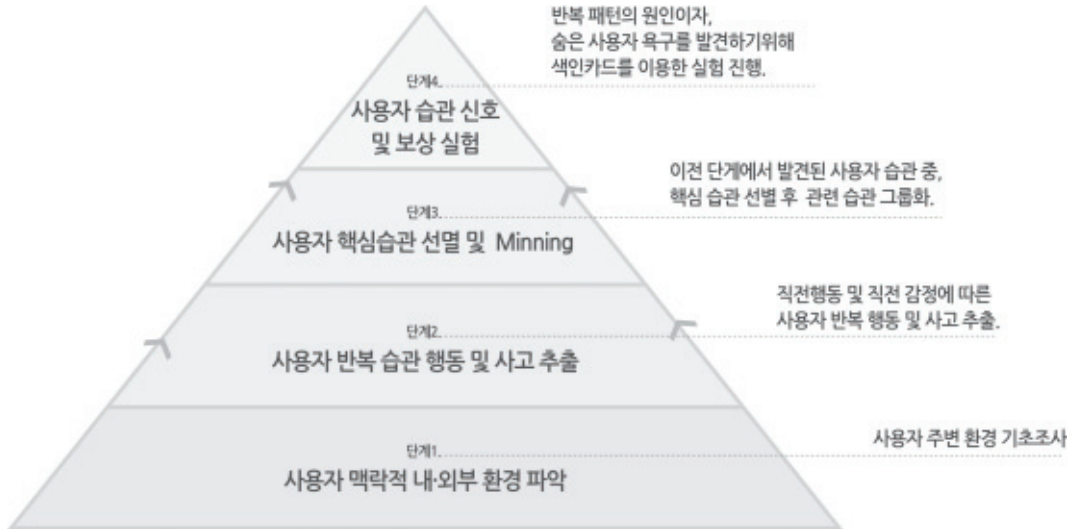 반복 패턴의 원인이자,
숨은 사용자 욕구를 발견하기위해
색인카드를 이용한 실험 진행.
단계4.
사용자 습관 신호
및 보상 실험
이전 단게에서 발견된 사용자 습관 중,
핵심 습관 선별 후 관련 습관 그룹화.
단계3.
사용자 핵심습관 선멸 및 Minning
직전행동 및 직전 감정에 따른
사용자 반복 행동 및 사고 추출.
단계2.
사용자 반복 습관 행동 및 사고 추출
사용자 주변 환경 기초조사
단계1.
사용자 맥락적 내·외부 환경 파악